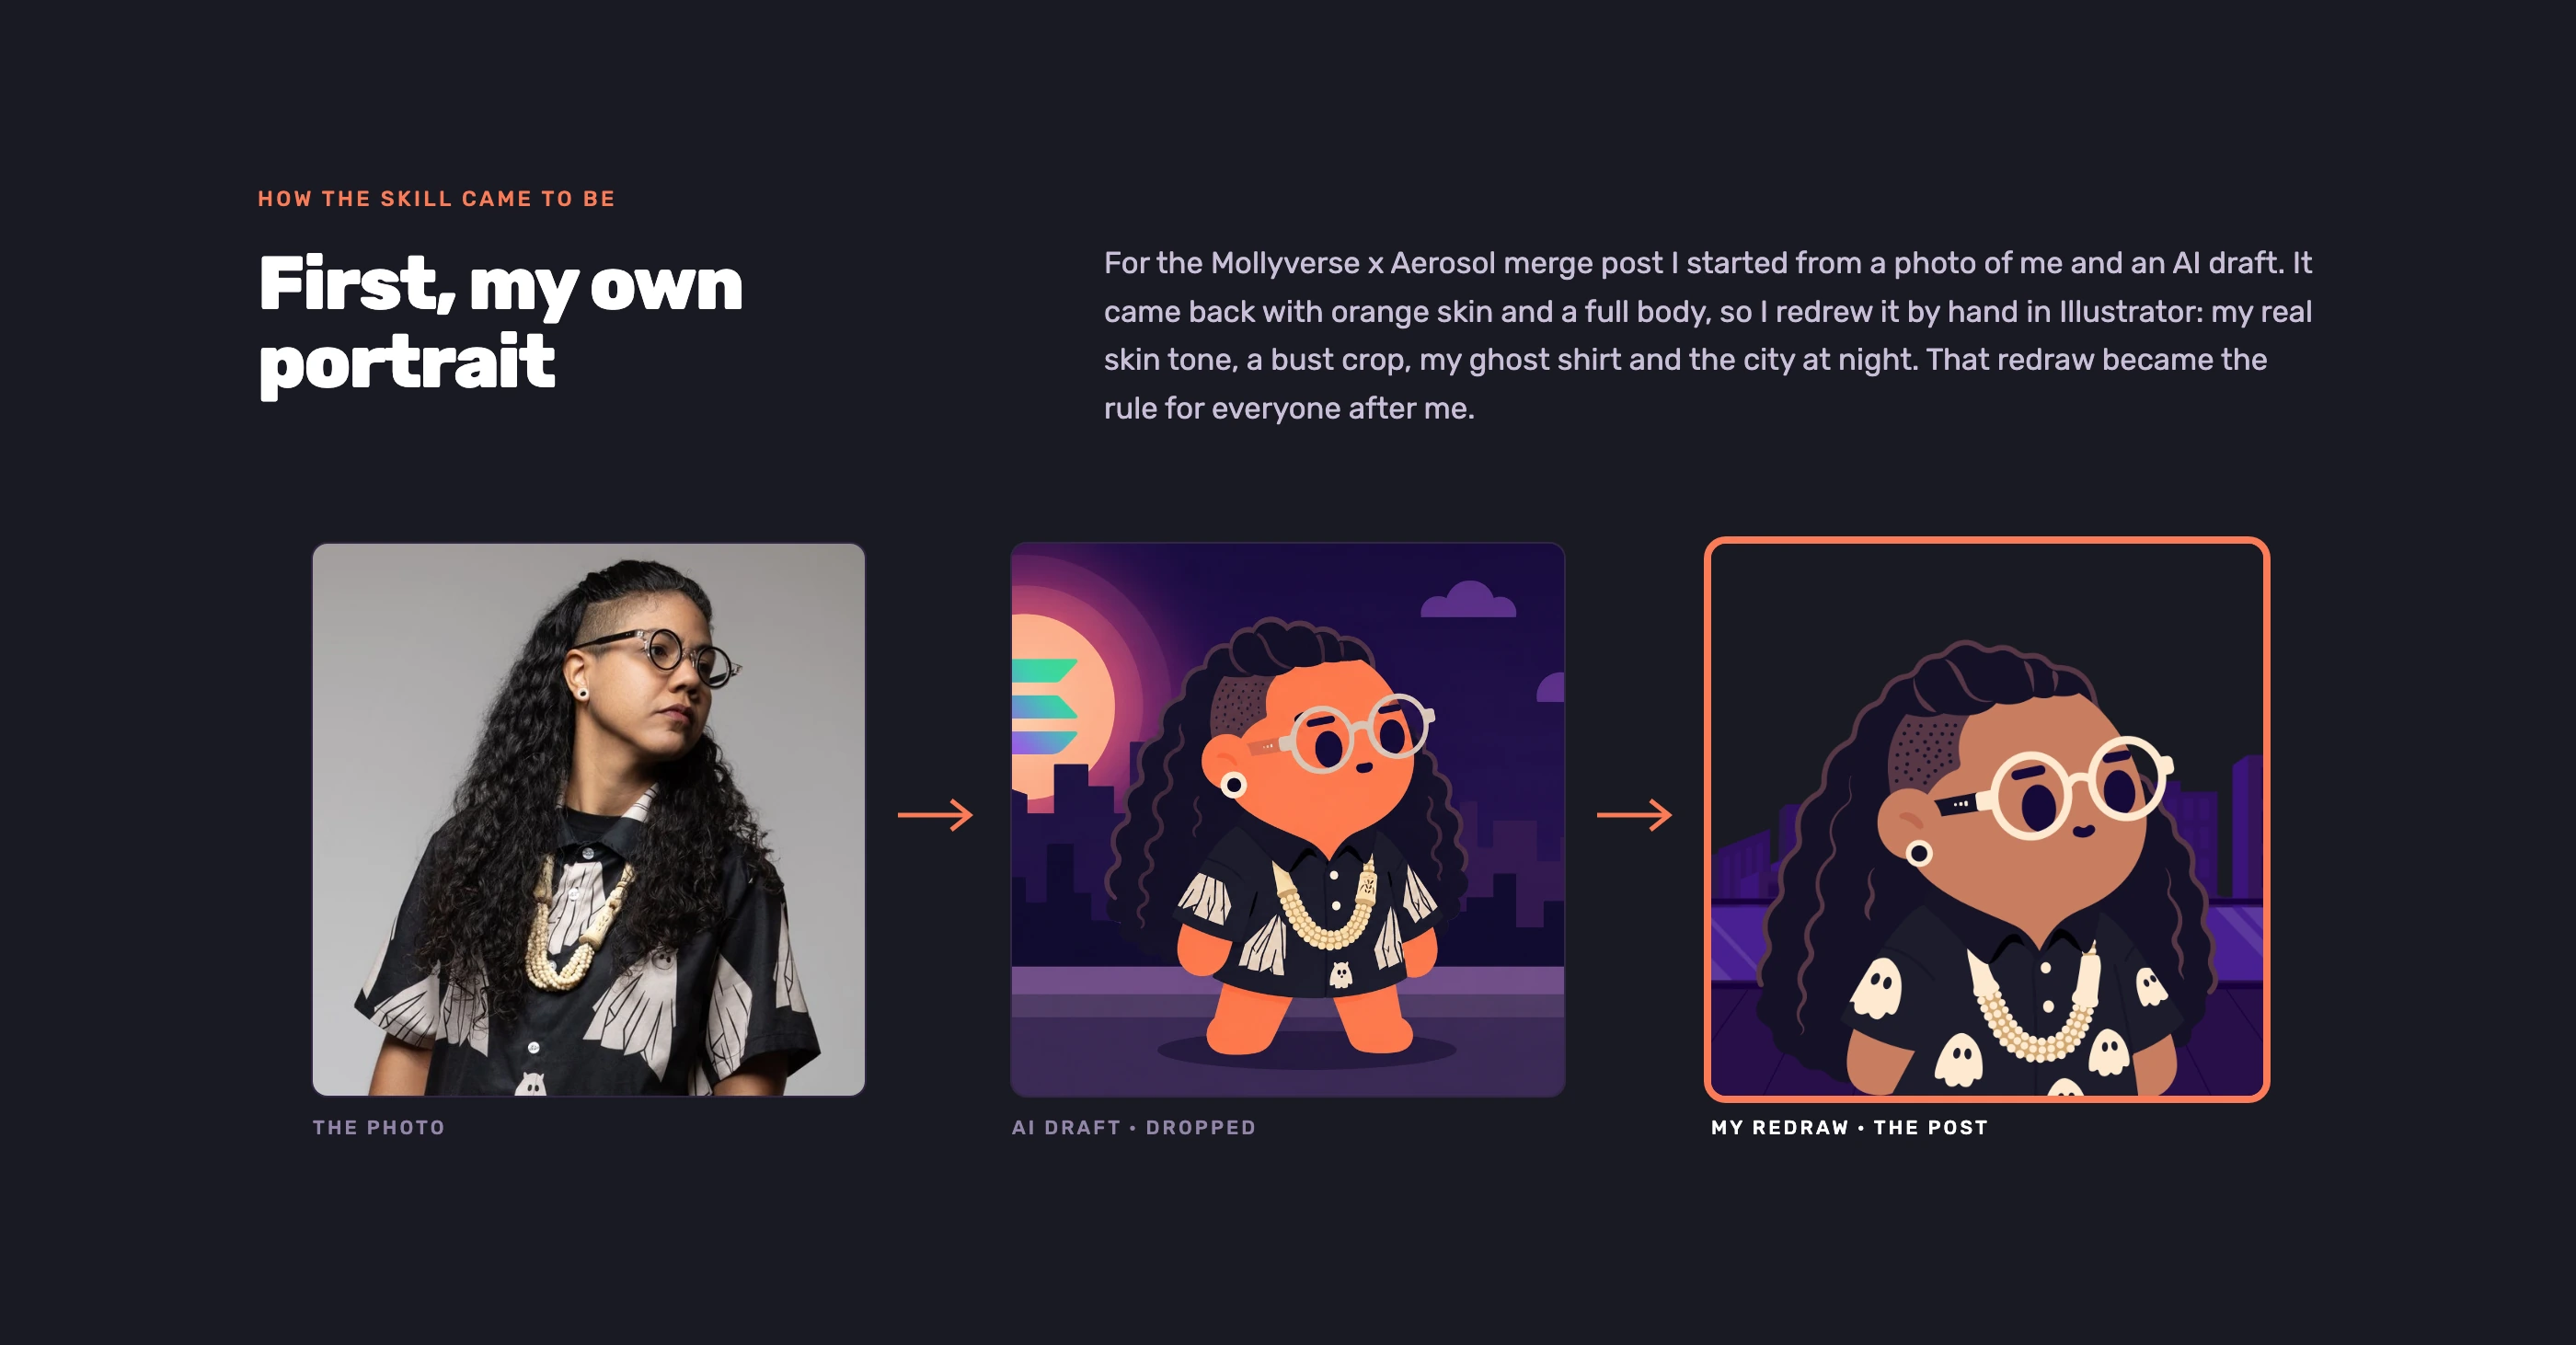 HOW THE SKILL CAME TO BE
First, my own
portrait
For the Mollyverse x Aerosol merge post I started from a photo of me and an AI draft. It
came back with orange skin and a full body, so I redrew it by hand in Illustrator: my real
skin tone, a bust crop, my ghost shirt and the city at night. That redraw became the
rule for everyone after me.
THE PHOTO
AI DRAFT • DROPPED
MY REDRAW • THE POST